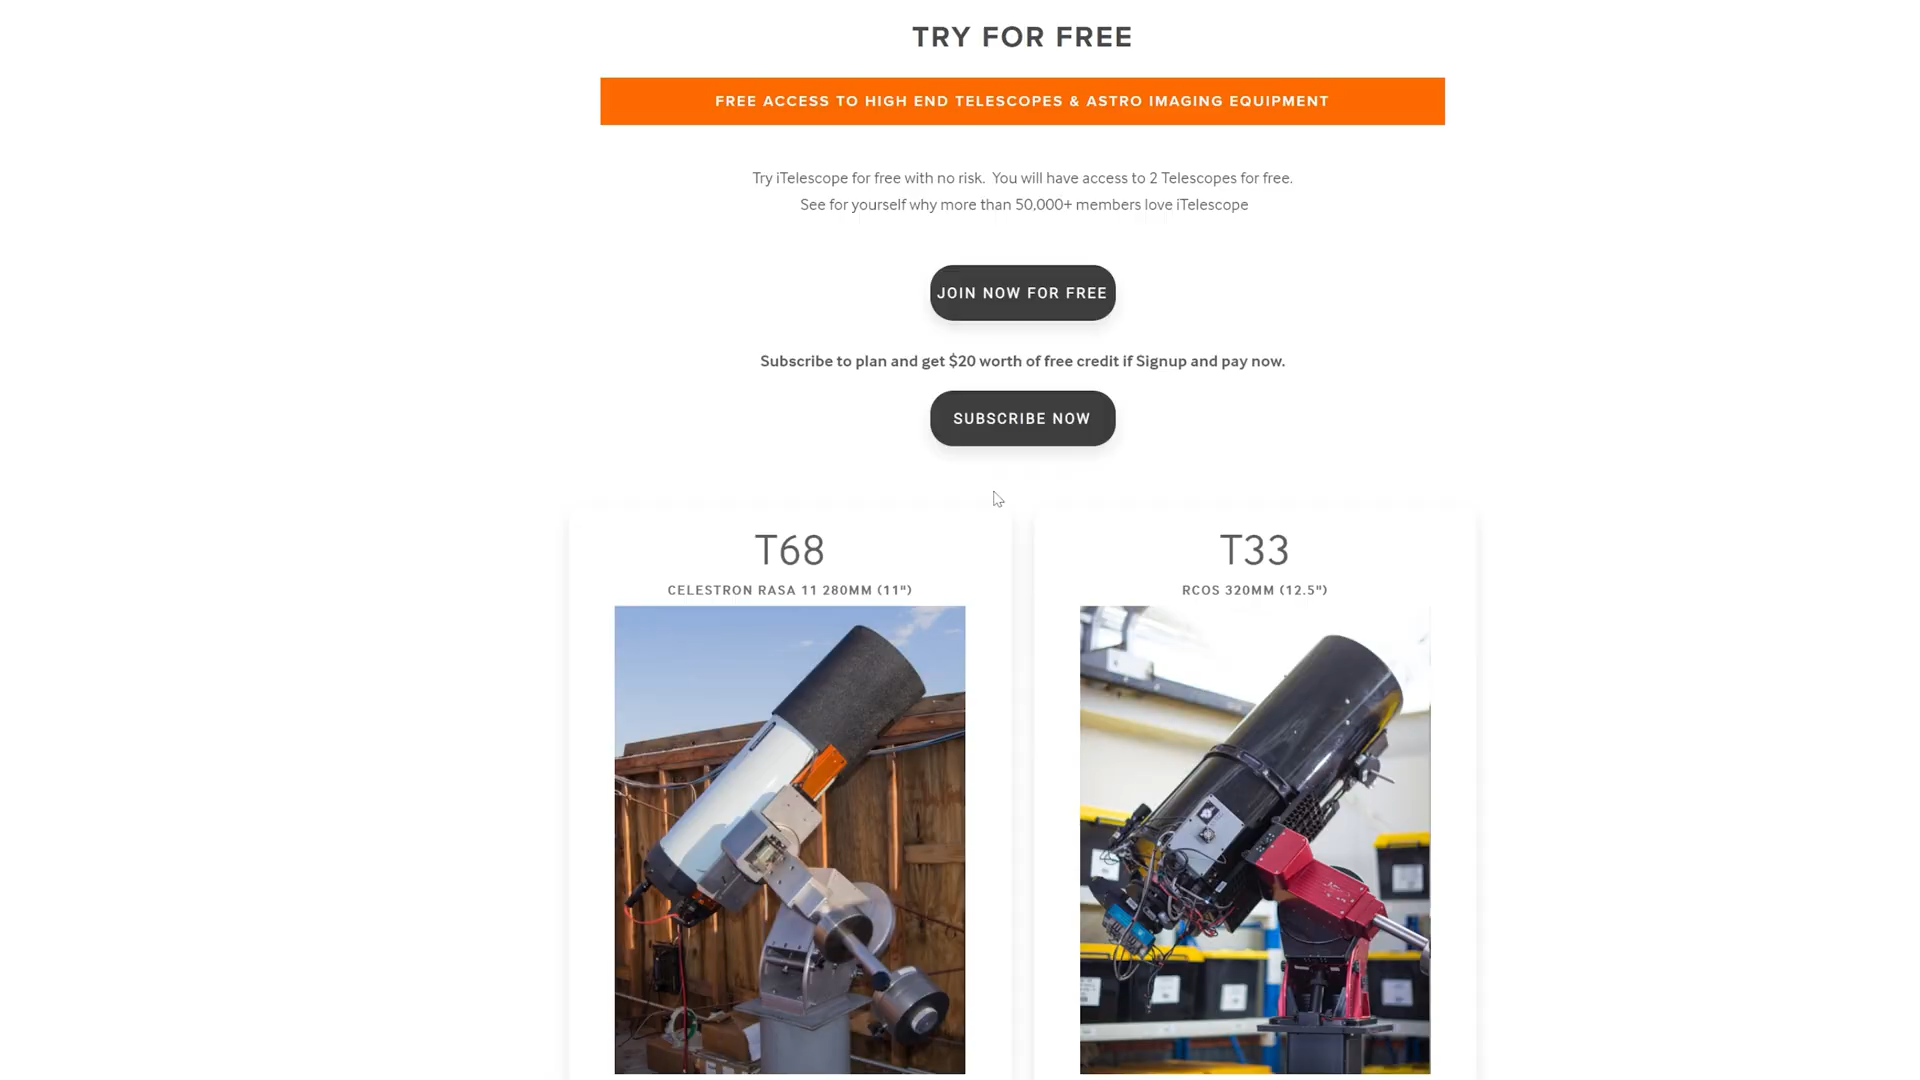 TRY FOR FREE
FREE ACCESS TO HIGH END TELESCOPES & ASTRO IMAGING EQUIPMENT
Try iTelescope for free with no risk.  You will have access to 2 Telescopes for free.
See for yourself why more than 50,000+ members love iTelescope
JOIN NOW FOR FREE
Subscribe to plan and get $20 worth of free credit if Signup and pay now.
SUBSCRIBE NOW
T68
CELESTRON RASA 11 280MM (11")
T33
RCOS 320MM (12.5")